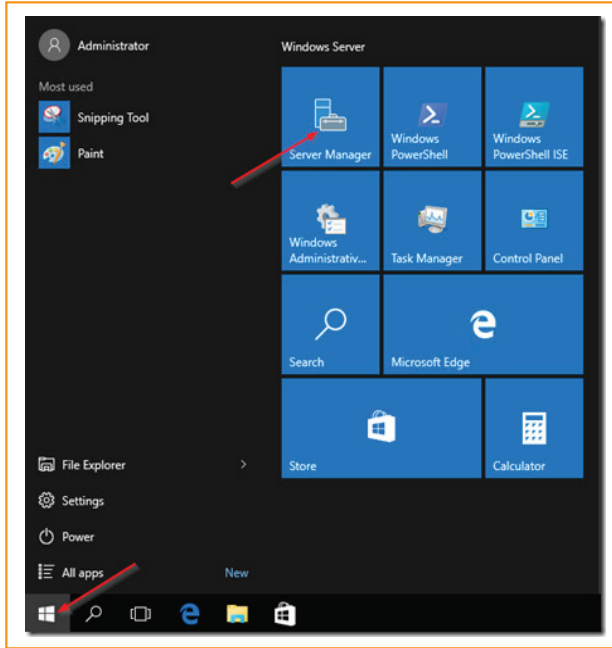 Administrator
Most used
Snipping Tool
Paint
File Explorer
Settings
Power
All apps
New
Windows Server
Server Manager
Windows
PowerShell
Windows
PowerShell ISE
Windows
Administrativ...
Task Manager
Control Panel
Search
Microsoft Edge
Store
Calculator